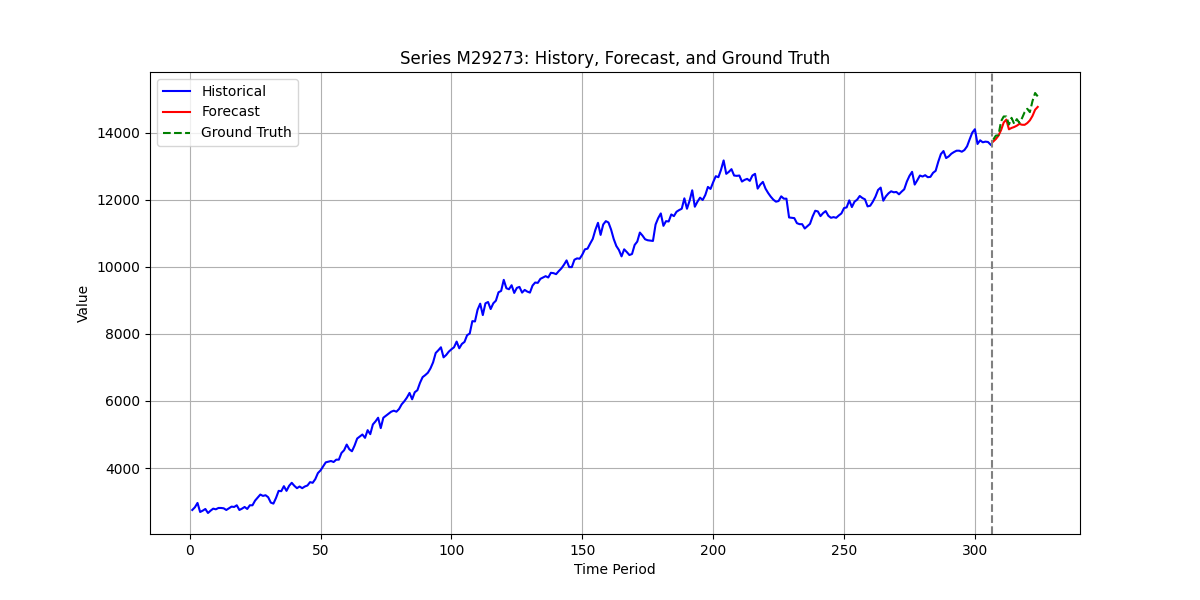 Series M29273: History, Forecast, and Ground Truth
Historical
Forecast
Ground Truth
14000
12000
10000
8000
6000
4000
Value
0 50 100 150 200 250 300
Time Period